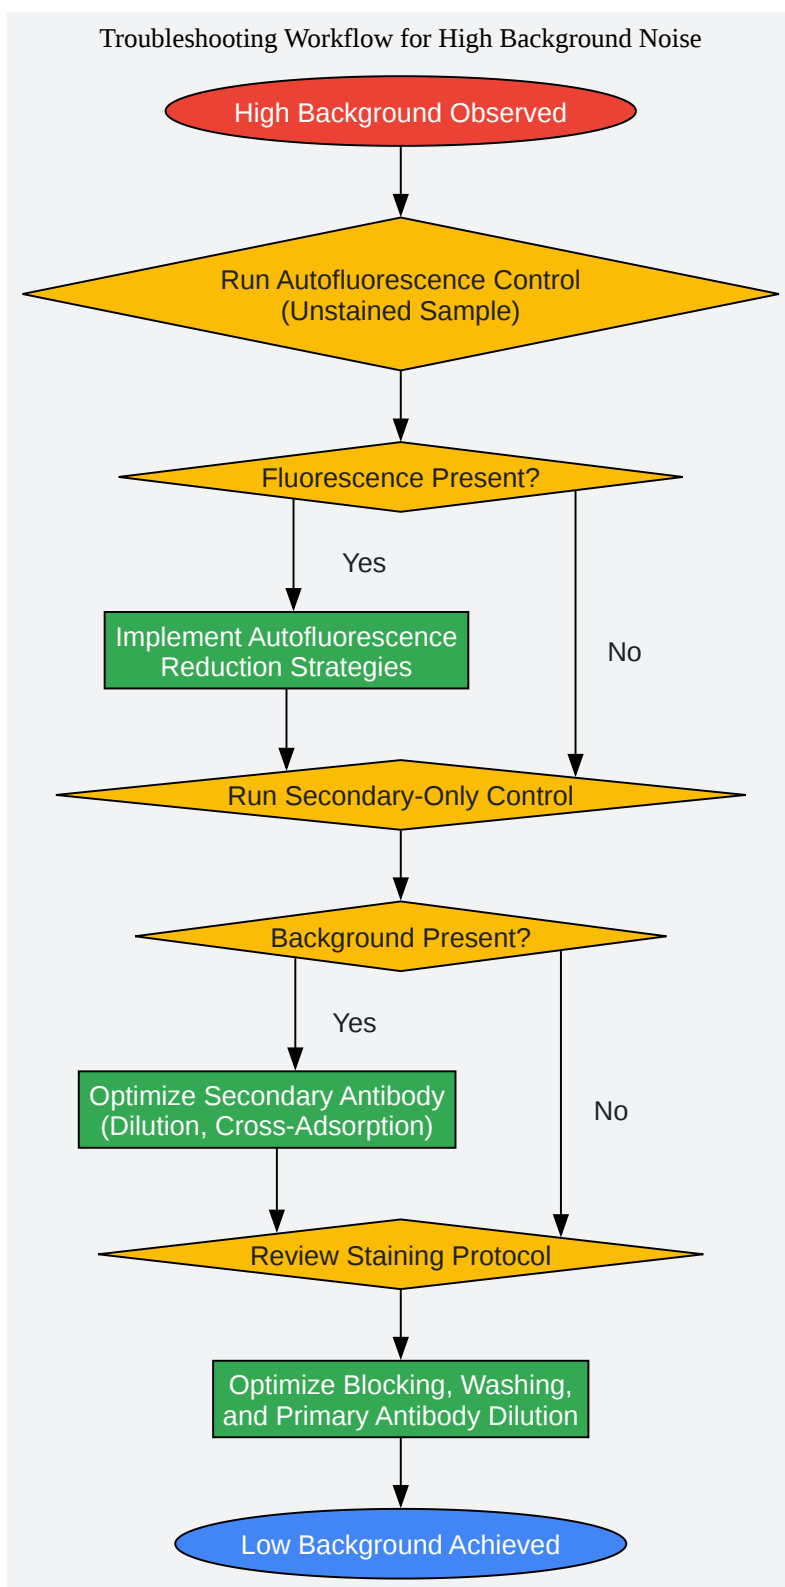 Troubleshooting Workflow for High Background Noise
High Background Observed
Run Autofluorescence Control
(Unstained Sample)
Fluorescence Present?
Yes
Implement Autofluorescence
Reduction Strategies
No
Run Secondary-Only Control
Background Present?
Yes
Optimize Secondary Antibody
(Dilution, Cross-Adsorption)
No
Review Staining Protocol
Optimize Blocking, Washing,
and Primary Antibody Dilution
Low Background Achieved